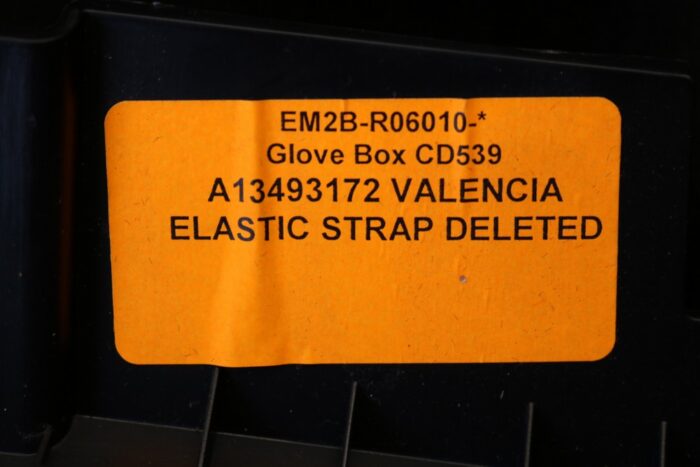 EM2B-R06010-*
Glove Box CD539
A13493172 VALENCIA
ELASTIC STRAP DELETED